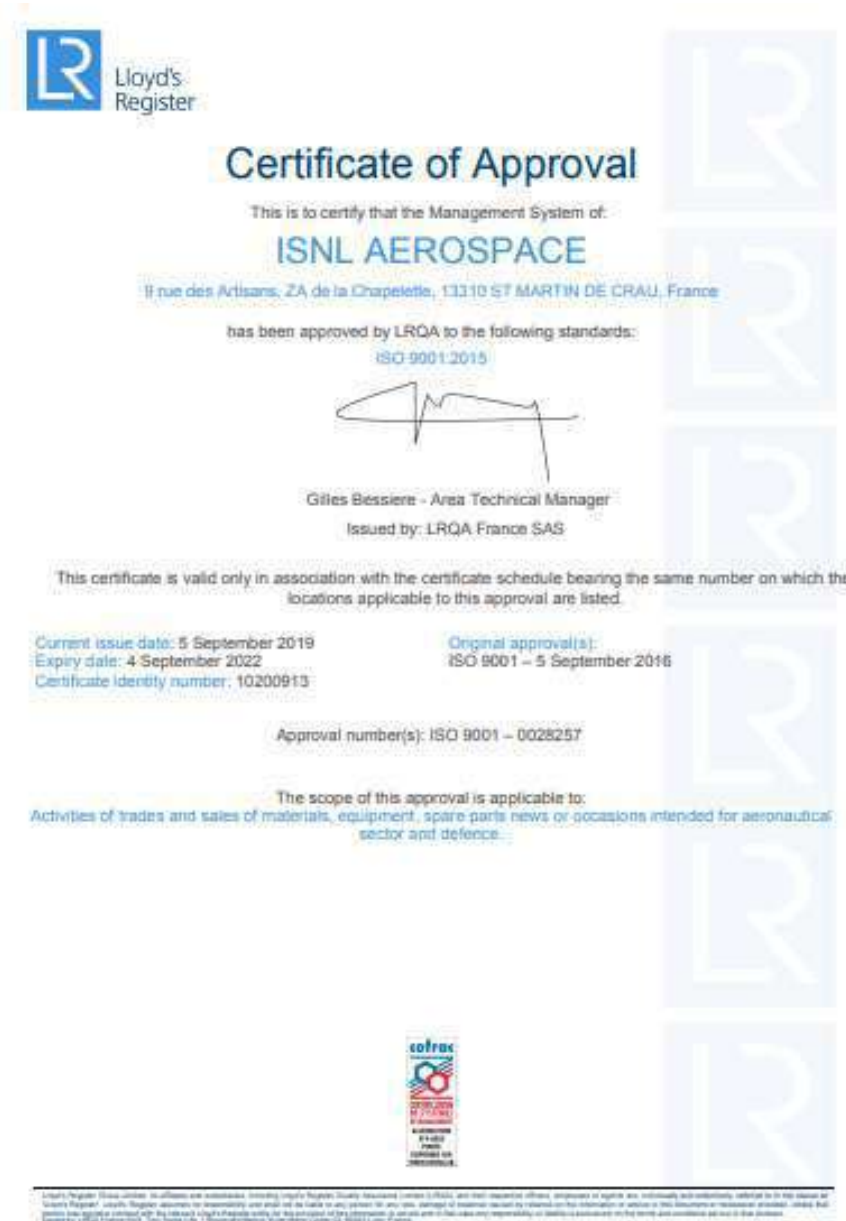 LR
Lloyd's
Register
Certificate of Approval
This is to certify that the Management System of:
ISNL AEROSPACE
9 rue des Artisans, ZA de la Chapelette, 13310 ST MARTIN DE CRAU, France
has been approved by LRQA to the following standards:
ISO 9001:2015
Gilles Bessiere - Area Technical Manager
Issued by: LRQA France SAS
This certificate is valid only in association with the certificate schedule bearing the same number on which the
locations applicable to this approval are listed.
Current issue date: 5 September 2019
Expiry date: 4 September 2022
Certificate identity number: 10200913
Original approval(s):
ISO 9001 – 5 September 2016
Approval number(s): ISO 9001 – 0028257
The scope of this approval is applicable to:
Activities of trades and sales of materials, equipment, spare parts news or occasions intended for aeronautical
sector and defence.
cofrac